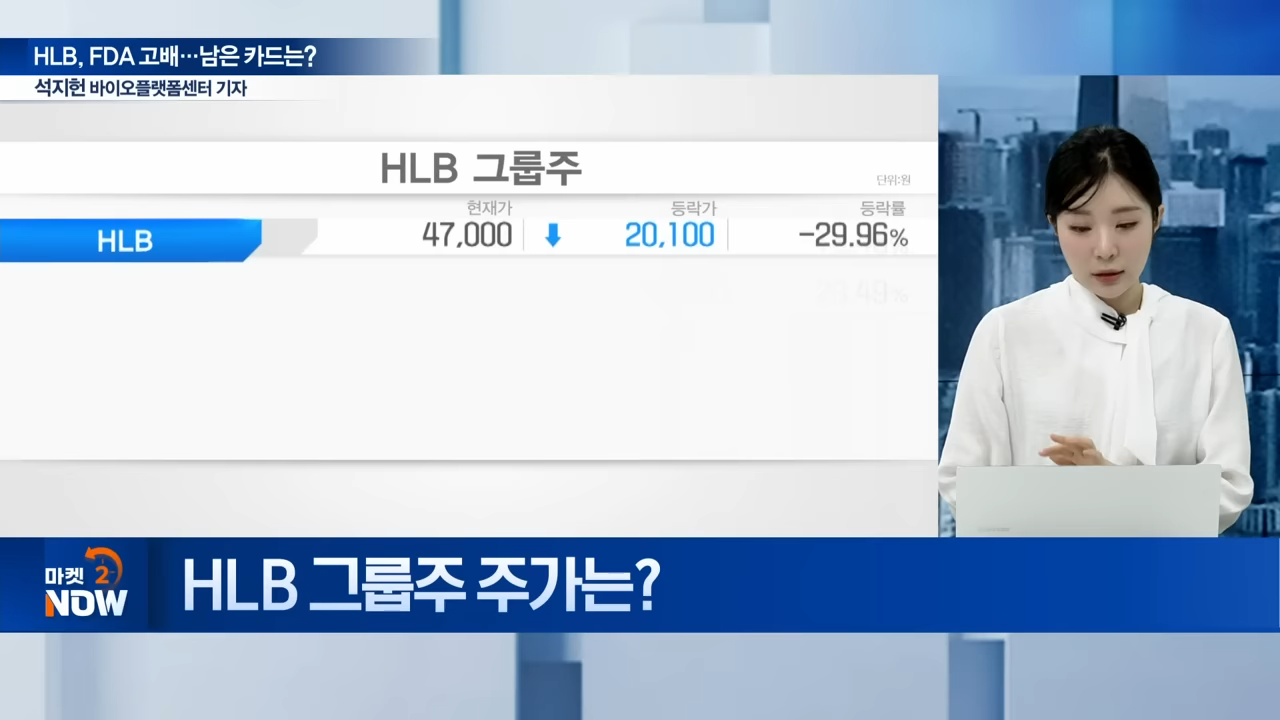 HLB, FDA 고배…남은 카드는?
석지헌 바이오플랫폼센터 기자
HLB 그룹주
단위:원
현재가 등락가 등락률
HLB 47,000 20,100 -29.96%
마켓 2
NOW
HLB 그룹주 주가는?